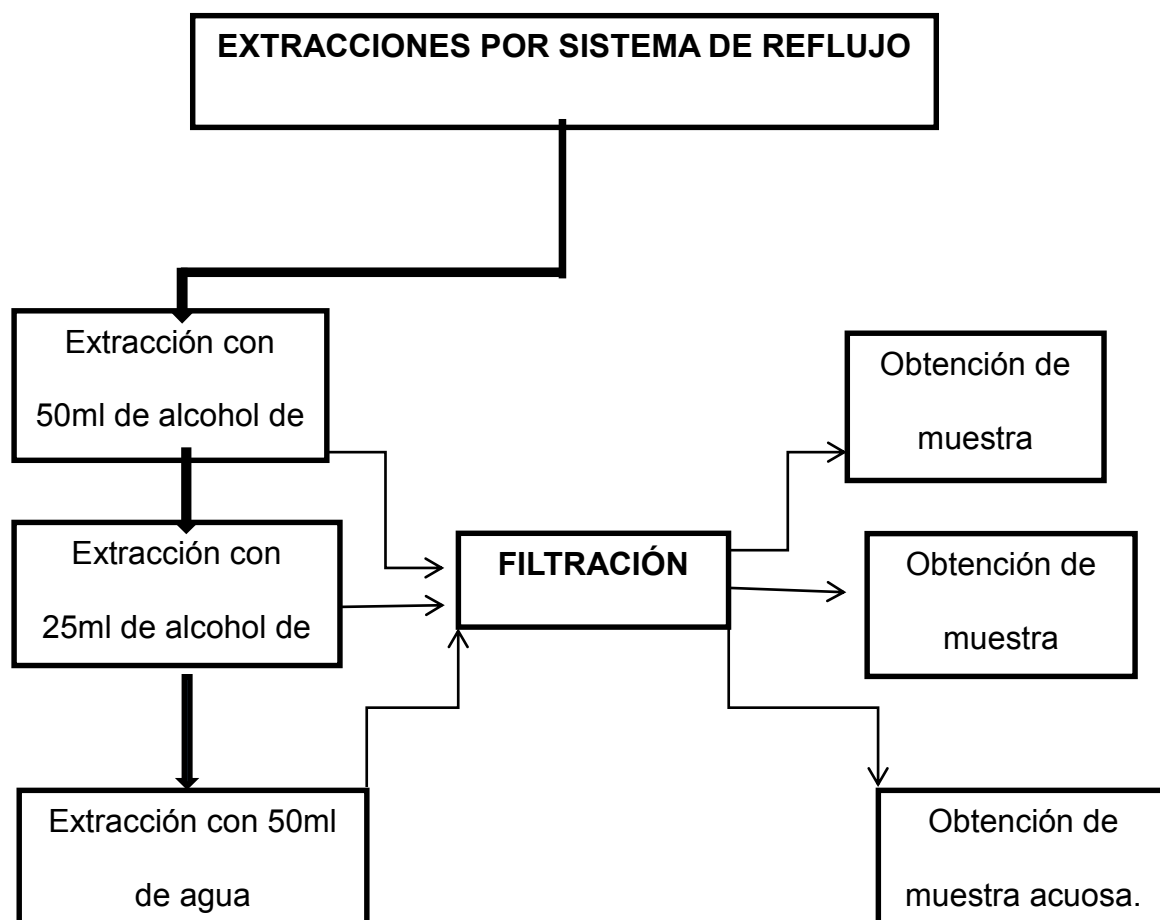 EXTRACCIONES POR SISTEMA DE REFLUJO
Extracción con
50ml de alcohol de
Extracción con
25ml de alcohol de
Extracción con 50ml
de agua
FILTRACIÓN
Obtención de
muestra
Obtención de
muestra
Obtención de
muestra acuosa.